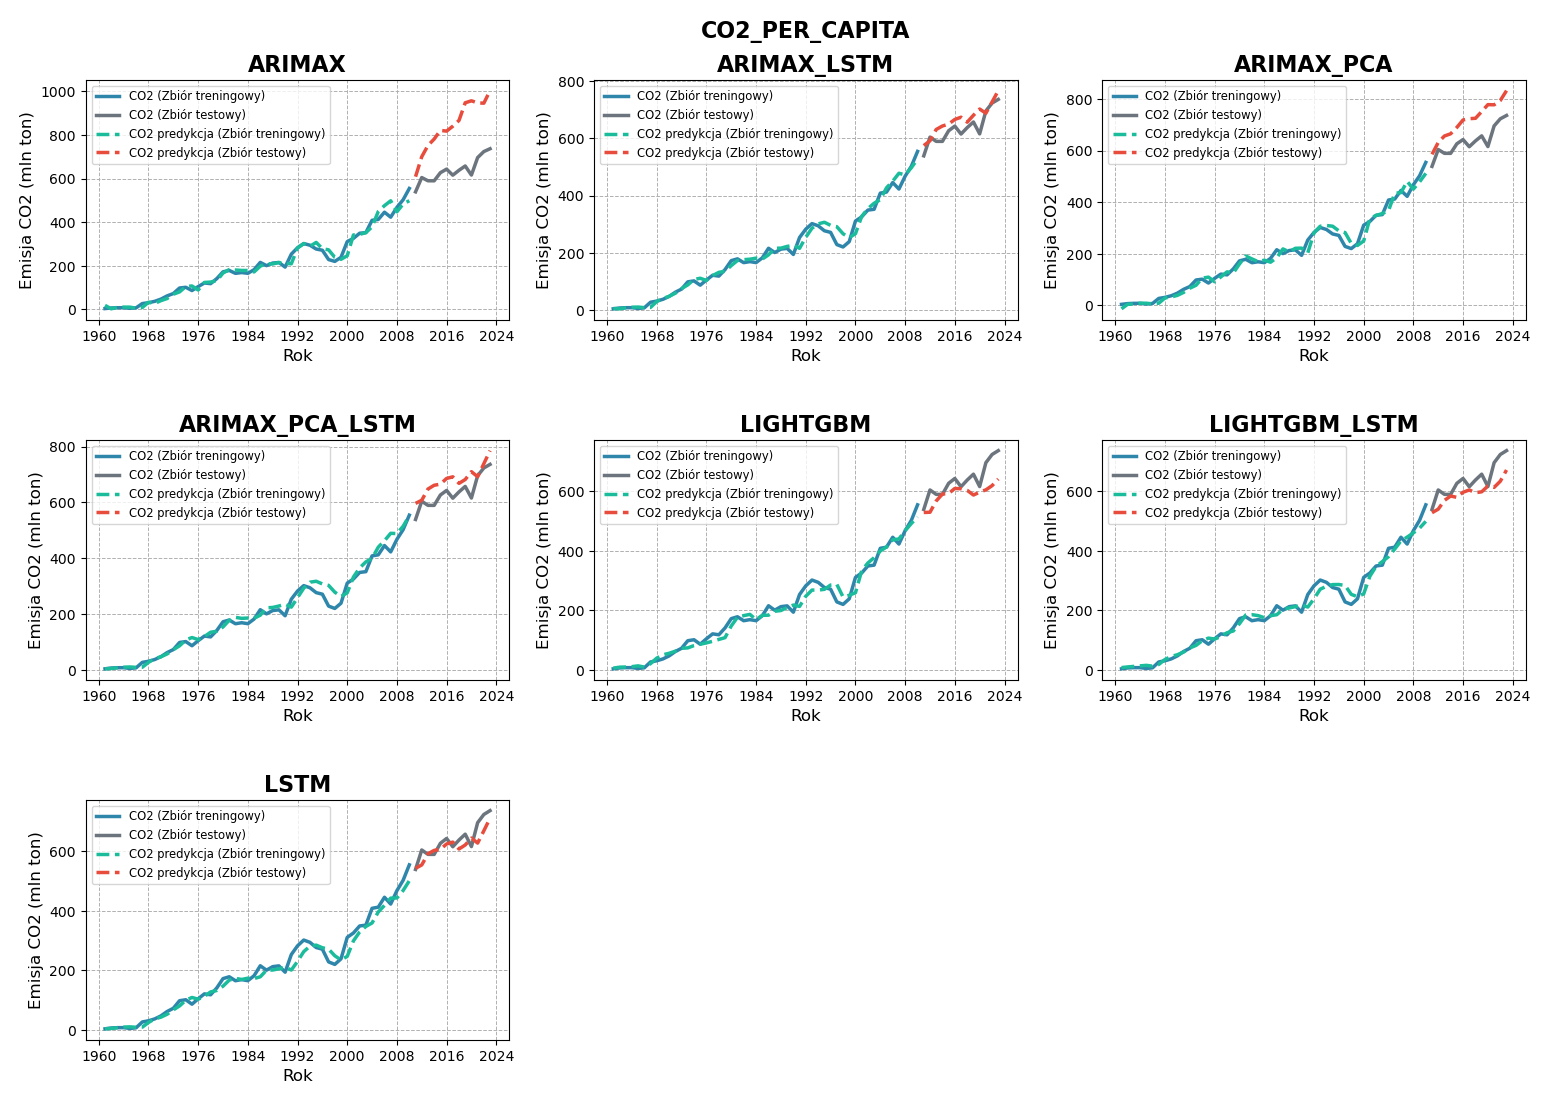 CO2_PER_CAPITA
ARIMAX
CO2 (Zbiór treningowy)
CO2 (Zbiór testowy)
CO2 predykcja (Zbiór treningowy)
CO2 predykcja (Zbiór testowy)
Emisja CO2 (mln ton)
1000
800
600
400
200
0
1960 1968 1976 1984 1992 2000 2008 2016 2024
Rok
ARIMAX_LSTM
CO2 (Zbiór treningowy)
CO2 (Zbiór testowy)
CO2 predykcja (Zbiór treningowy)
CO2 predykcja (Zbiór testowy)
Emisja CO2 (mln ton)
800
600
400
200
0
1960 1968 1976 1984 1992 2000 2008 2016 2024
Rok
ARIMAX_PCA
CO2 (Zbiór treningowy)
CO2 (Zbiór testowy)
CO2 predykcja (Zbiór treningowy)
CO2 predykcja (Zbiór testowy)
Emisja CO2 (mln ton)
800
600
400
200
0
1960 1968 1976 1984 1992 2000 2008 2016 2024
Rok
ARIMAX_PCA_LSTM
CO2 (Zbiór treningowy)
CO2 (Zbiór testowy)
CO2 predykcja (Zbiór treningowy)
CO2 predykcja (Zbiór testowy)
Emisja CO2 (mln ton)
800
600
400
200
0
1960 1968 1976 1984 1992 2000 2008 2016 2024
Rok
LIGHTGBM
CO2 (Zbiór treningowy)
CO2 (Zbiór testowy)
CO2 predykcja (Zbiór treningowy)
CO2 predykcja (Zbiór testowy)
Emisja CO2 (mln ton)
600
400
200
0
1960 1968 1976 1984 1992 2000 2008 2016 2024
Rok
LIGHTGBM_LSTM
CO2 (Zbiór treningowy)
CO2 (Zbiór testowy)
CO2 predykcja (Zbiór treningowy)
CO2 predykcja (Zbiór testowy)
Emisja CO2 (mln ton)
600
400
200
0
1960 1968 1976 1984 1992 2000 2008 2016 2024
Rok
LSTM
CO2 (Zbiór treningowy)
CO2 (Zbiór testowy)
CO2 predykcja (Zbiór treningowy)
CO2 predykcja (Zbiór testowy)
Emisja CO2 (mln ton)
600
400
200
0
1960 1968 1976 1984 1992 2000 2008 2016 2024
Rok